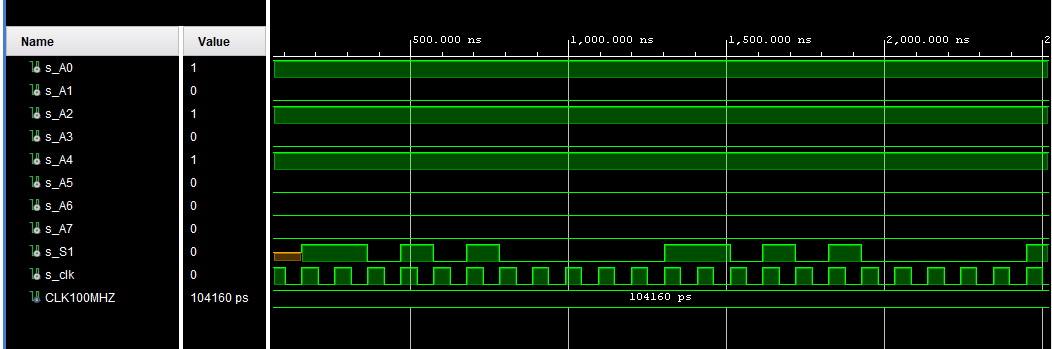 Name Value
500.000 ns 1,000.000 ns 1,500.000 ns 2,000.000 ns 2
s_A0 1
s_A1 0
s_A2 1
s_A3 0
s_A4 1
s_A5 0
s_A6 0
s_A7 0
s_S1 0
s_clk 0
CLK100MHZ 104160 ps 104160 ps